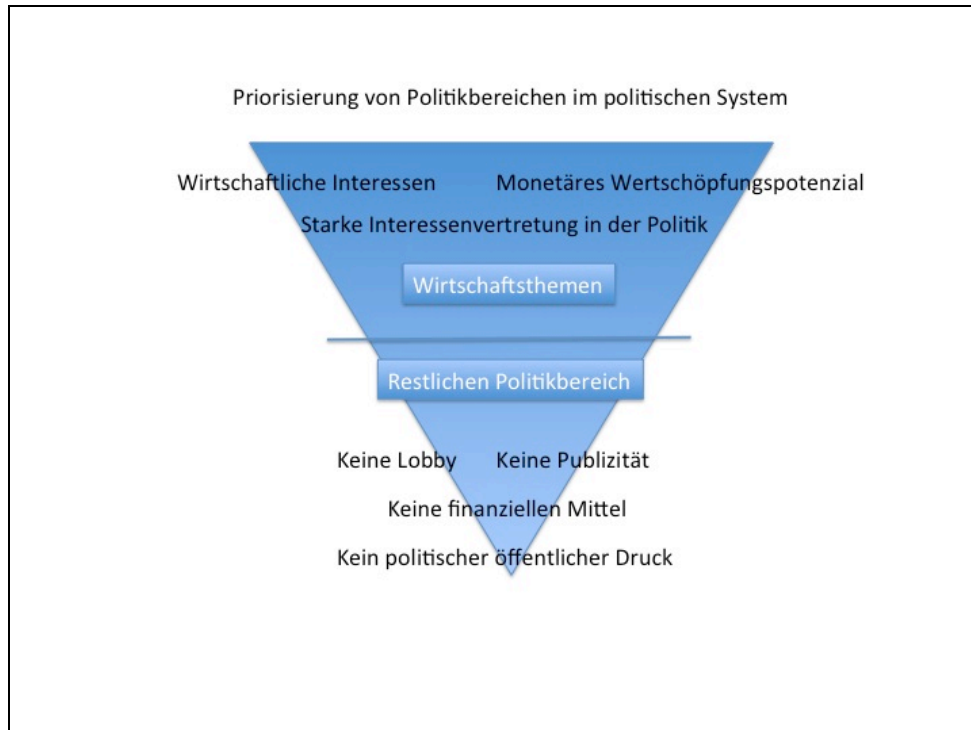 Priorisierung von Politikbereichen im politischen System
Wirtschaftliche Interessen Monetäres Wertschöpfungspotenzial
Starke Interessenvertretung in der Politik
Wirtschaftsthemen
Restlichen Politikbereich
Keine Lobby Keine Publizität
Keine finanziellen Mittel
Kein politischer öffentlicher Druck